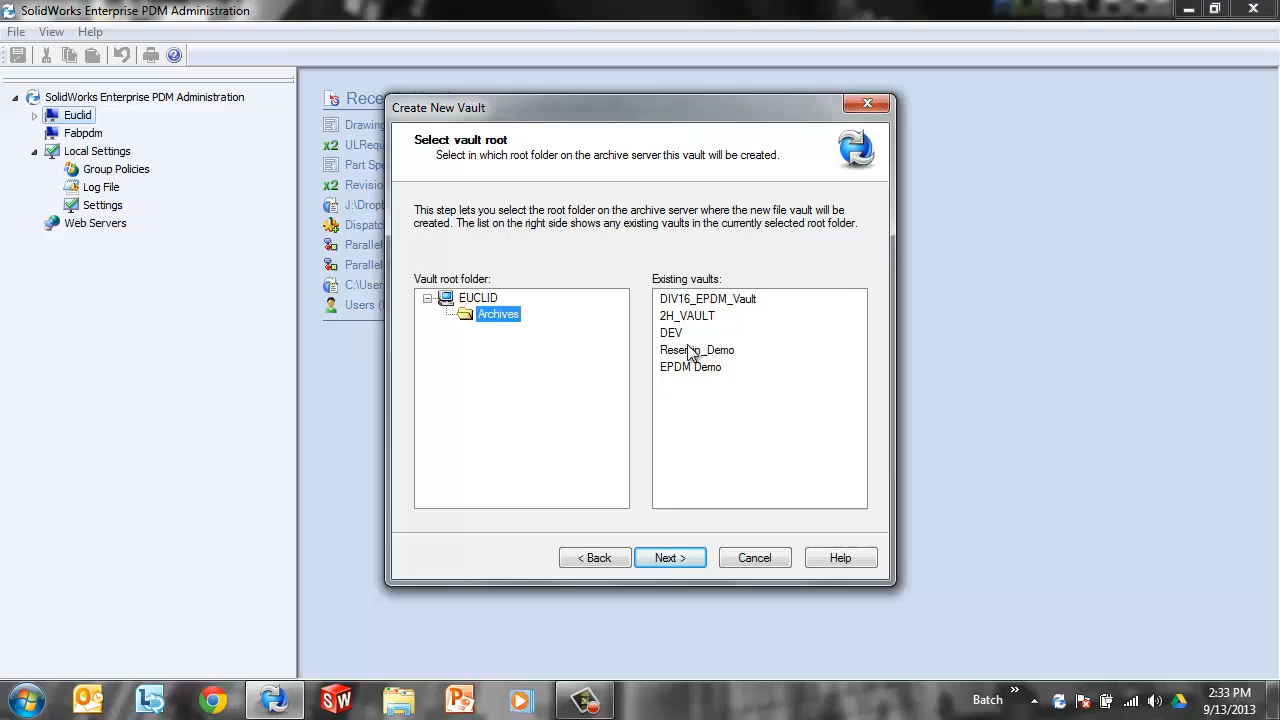 SolidWorks Enterprise PDM Administration
File View Help
SolidWorks Enterprise PDM Administration
Euclid
Fabpdm
Local Settings
Group Policies
Log File
Settings
Web Servers
Drawing
ULRequ
Part Spe
Revisio
J:\Dropb
Dispatc
Parallel
Parallel
C:\User
Users (
Create New Vault
Select vault root
Select in which root folder on the archive server this vault will be created.
This step lets you select the root folder on the archive server where the new file vault will be
created. The list on the right side shows any existing vaults in the currently selected root folder.
Vault root folder:
EUCLID
Archives
Existing vaults:
DIV16_EPDM_Vault
2H_VAULT
DEV
EPDM Demo
< Back Next > Cancel Help
Batch
2:33 PM
9/13/2013